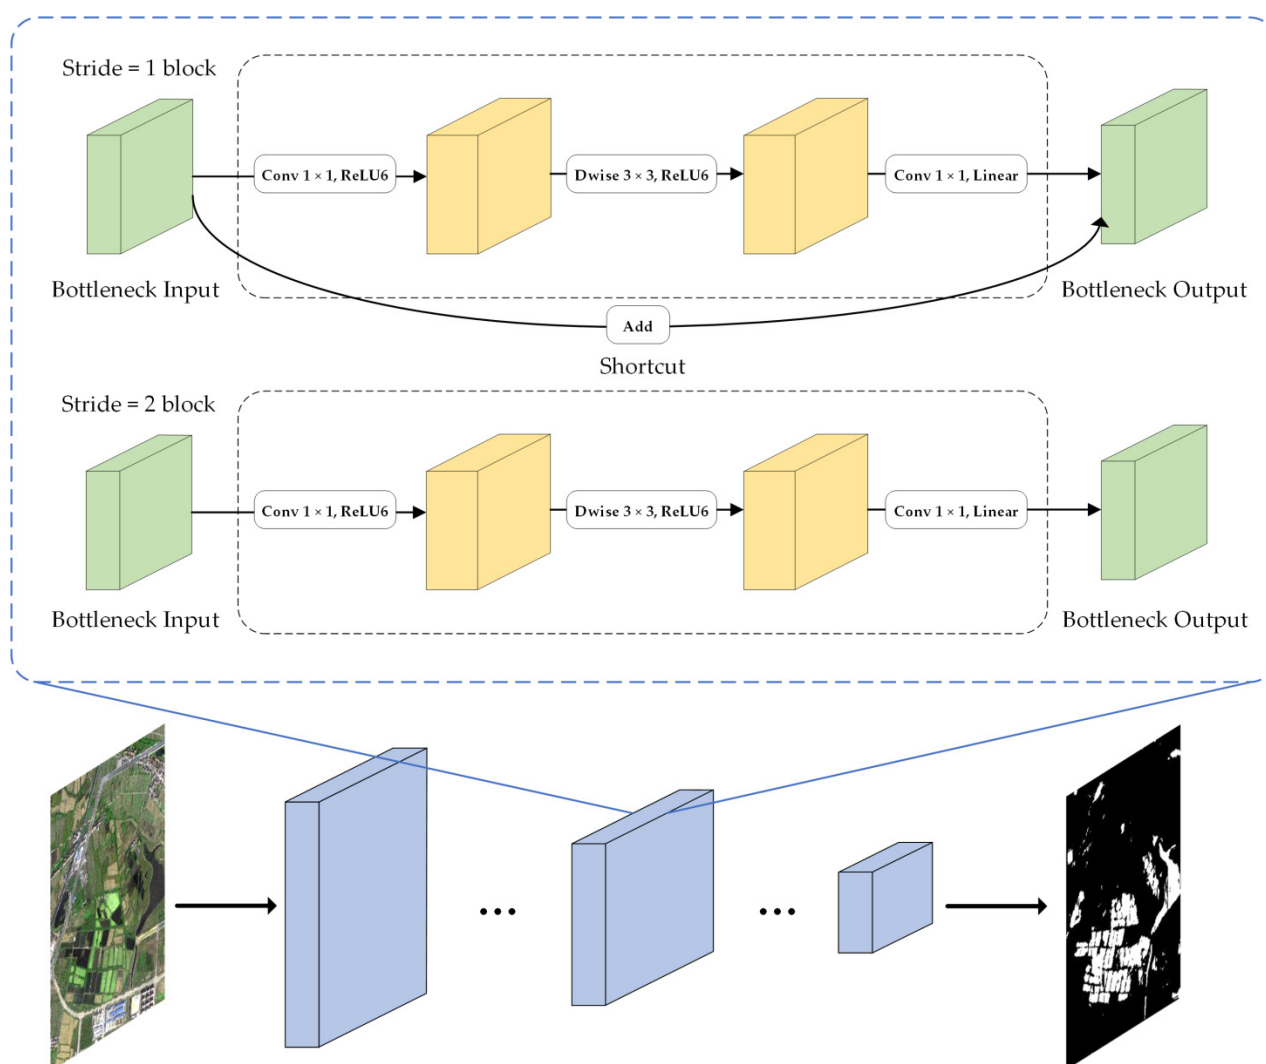 Stride = 1 block
Conv 1 × 1, ReLU6
Dwise 3 × 3, ReLU6
Conv 1 × 1, Linear
Bottleneck Input
Bottleneck Output
Add
Shortcut
Stride = 2 block
Conv 1 × 1, ReLU6
Dwise 3 × 3, ReLU6
Conv 1 × 1, Linear
Bottleneck Input
Bottleneck Output